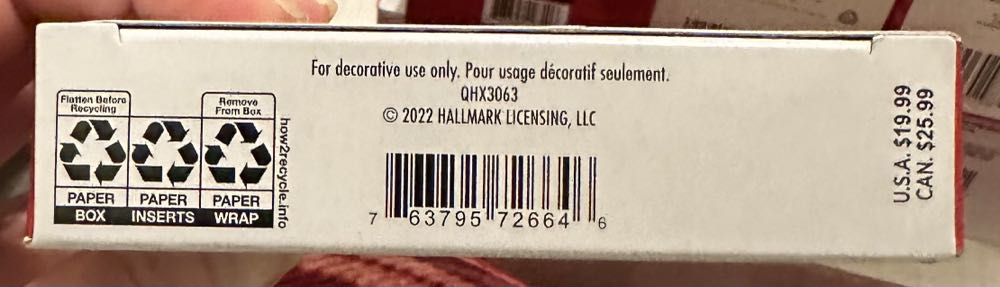 For decorative use only. Pour usage décoratif seulement.
QHX3063
© 2022 HALLMARK LICENSING, LLC
Flatten Before
Recycling
Remove
From Box
PAPER
BOX
PAPER
INSERTS
PAPER
WRAP
how2recycle.info
7 63795 72664 6
U.S.A. $19.99
CAN. $25.99